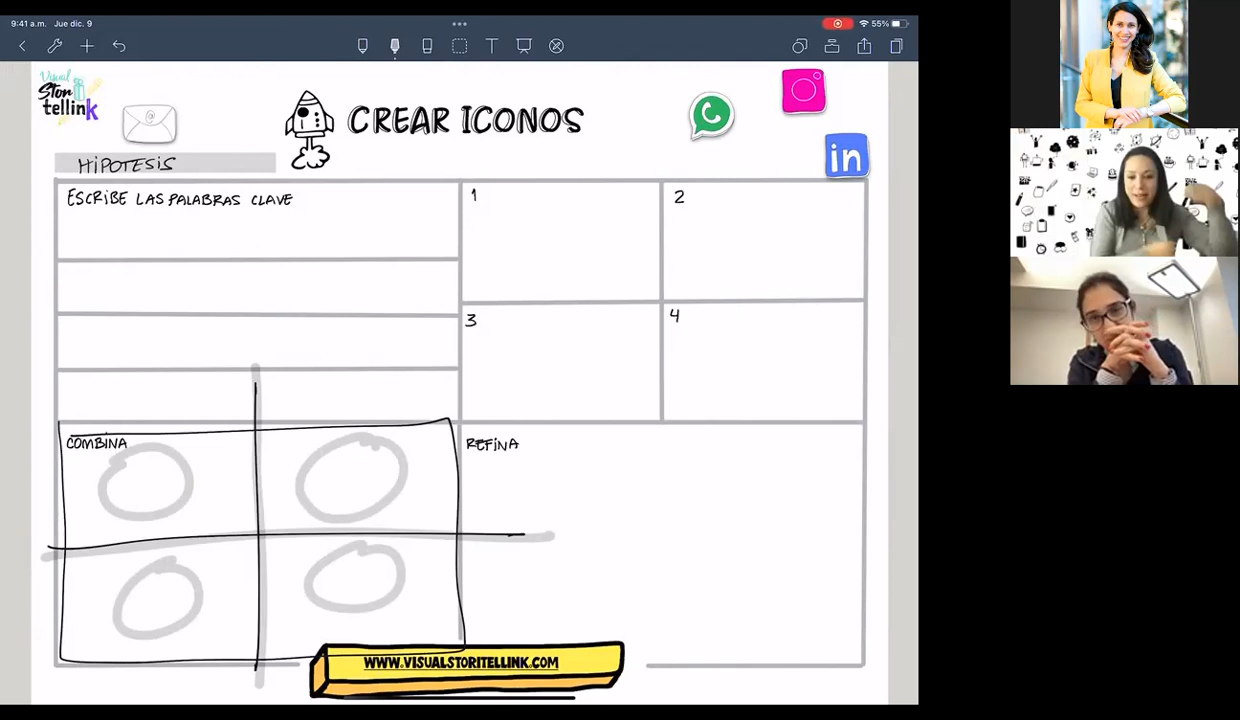 9:41 a.m. Jue dic. 9
55%
T
Visual
Stori
tellink
@
CREAR ICONOS
in
HIPOTESIS
ESCRIBE LAS PALABRAS CLAVE
1
2
3
4
COMBINA
REFINA
WWW.VISUALSTORITELLINK.COM